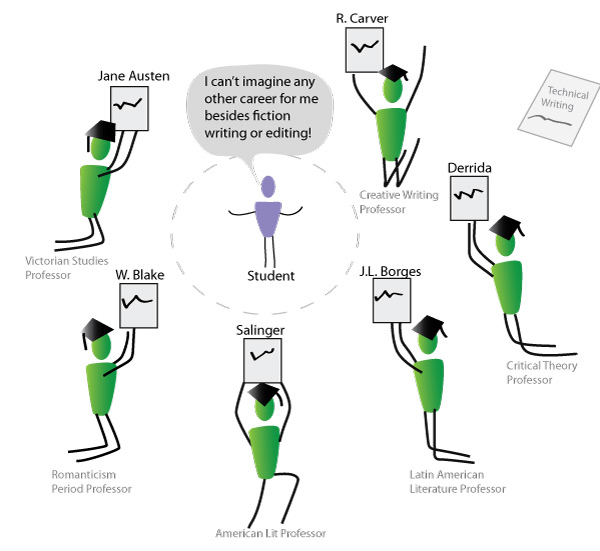 R. Carver
Jane Austen
I can't imagine any
other career for me
besides fiction
writing or editing!
Technical
Writing
Derrida
Creative Writing
Professor
Victorian Studies
Professor
W. Blake
Student
J.L. Borges
Salinger
Critical Theory
Professor
Romanticism
Period Professor
Latin American
Literature Professor
American Lit Professor